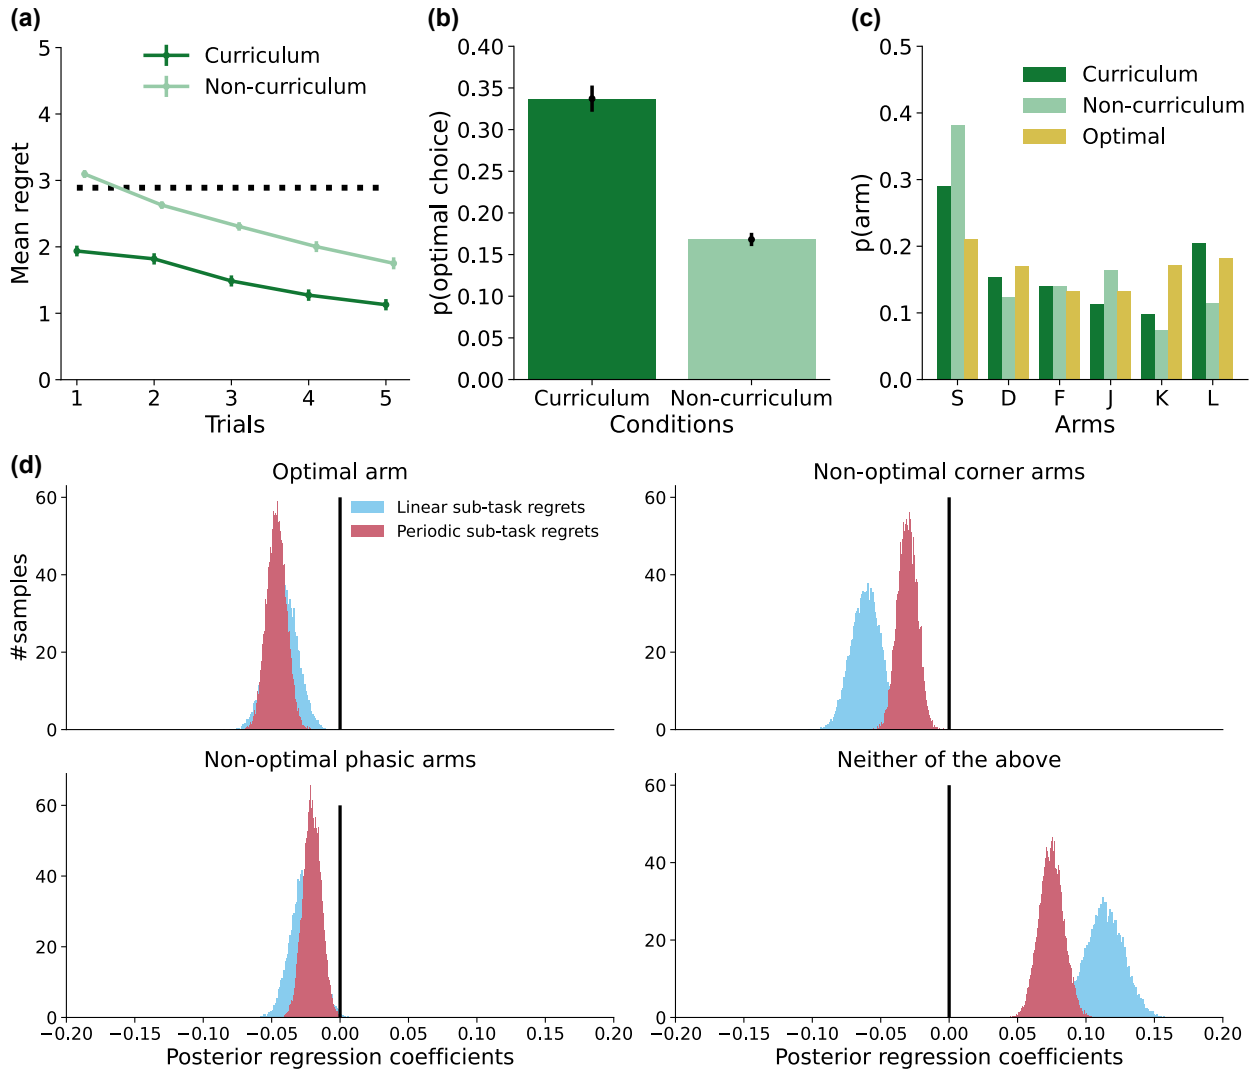 (a)
Curriculum
Non-curriculum
Mean regret
5
4
3
2
1
0
1 2 3 4 5
Trials
(b)
p(optimal choice)
0.40
0.35
0.30
0.25
0.20
0.15
0.10
0.05
0.00
Curriculum Non-curriculum
Conditions
(c)
Curriculum
Non-curriculum
Optimal
p(arm)
0.5
0.4
0.3
0.2
0.1
0.0
S D F J K L
Arms
(d)
Optimal arm
Linear sub-task regrets
Periodic sub-task regrets
#samples
60
40
20
0
Non-optimal corner arms
60
40
20
0
Non-optimal phasic arms
60
40
20
0
−0.20 −0.15 −0.10 −0.05 0.00 0.05 0.10 0.15 0.20
Posterior regression coefficients
Neither of the above
60
40
20
0
−0.20 −0.15 −0.10 −0.05 0.00 0.05 0.10 0.15 0.20
Posterior regression coefficients